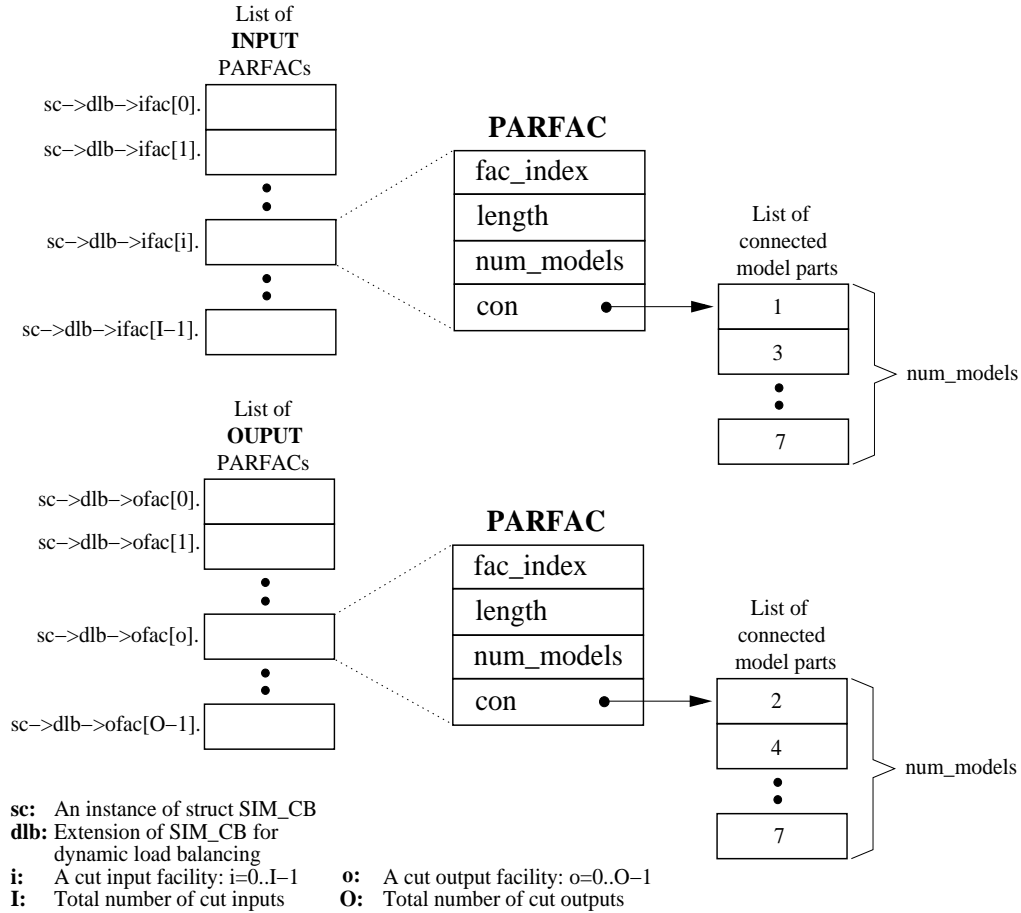 List of
INPUT
PARFACs
sc−>dlb−>ifac[0].
sc−>dlb−>ifac[1].
sc−>dlb−>ifac[i].
sc−>dlb−>ifac[I−1].
PARFAC
fac_index
length
num_models
con
List of
connected
model parts
1
3
7
num_models
List of
OUPUT
PARFACs
sc−>dlb−>ofac[0].
sc−>dlb−>ofac[1].
sc−>dlb−>ofac[o].
sc−>dlb−>ofac[O−1].
PARFAC
fac_index
length
num_models
con
List of
connected
model parts
2
4
7
num_models
sc: An instance of struct SIM_CB
dlb: Extension of SIM_CB for
dynamic load balancing
i: A cut input facility: i=0..I−1 o: A cut output facility: o=0..O−1
I: Total number of cut inputs O: Total number of cut outputs